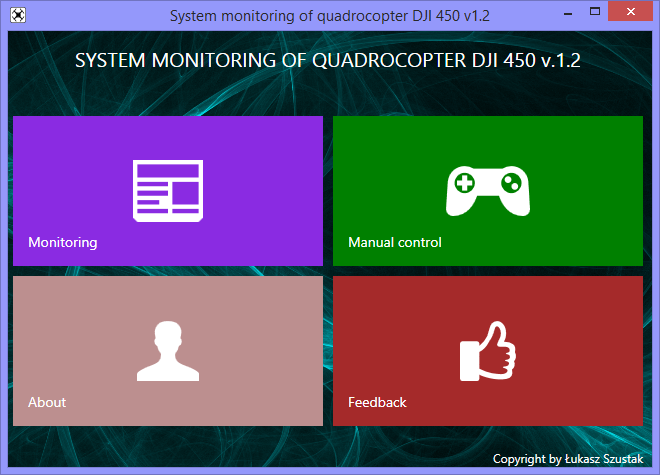 System monitoring of quadrocopter DJI 450 v1.2
SYSTEM MONITORING OF QUADROCOPTER DJI 450 v.1.2
Monitoring
Manual control
About
Feedback
Copyright by Łukasz Szustak